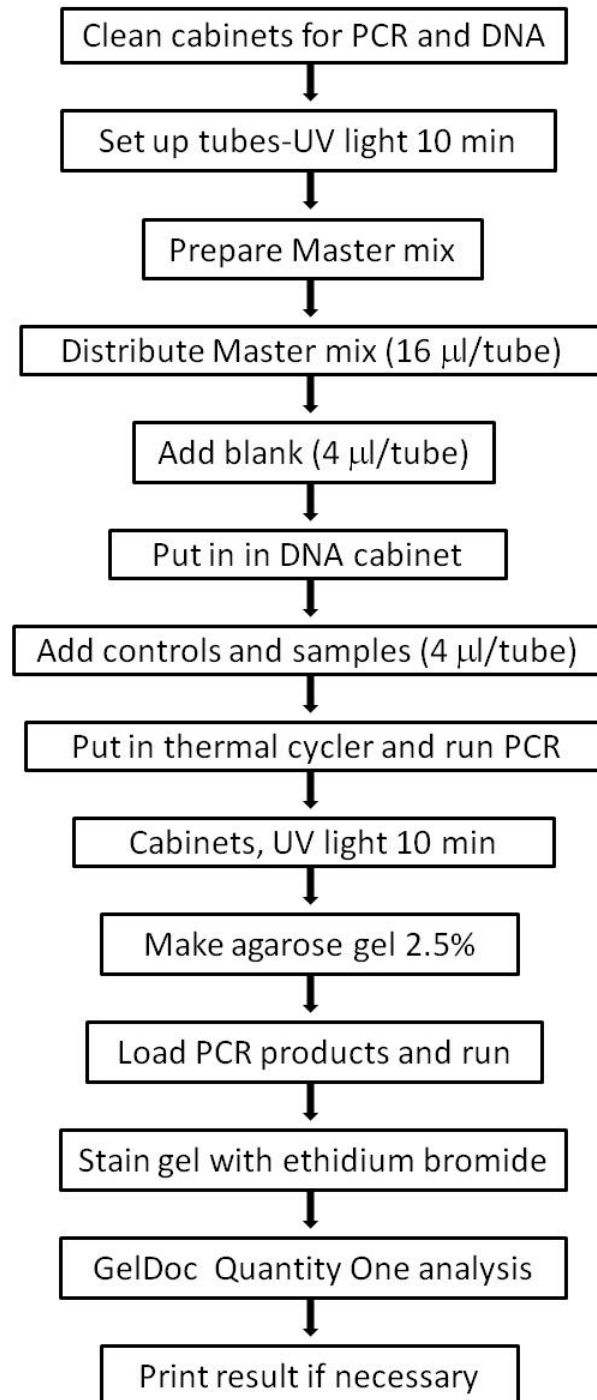 Clean cabinets for PCR and DNA
Set up tubes-UV light 10 min
Prepare Master mix
Distribute Master mix (16 μl/tube)
Add blank (4 μl/tube)
Put in in DNA cabinet
Add controls and samples (4 μl/tube)
Put in thermal cycler and run PCR
Cabinets, UV light 10 min
Make agarose gel 2.5%
Load PCR products and run
Stain gel with ethidium bromide
GelDoc  Quantity One analysis
Print result if necessary